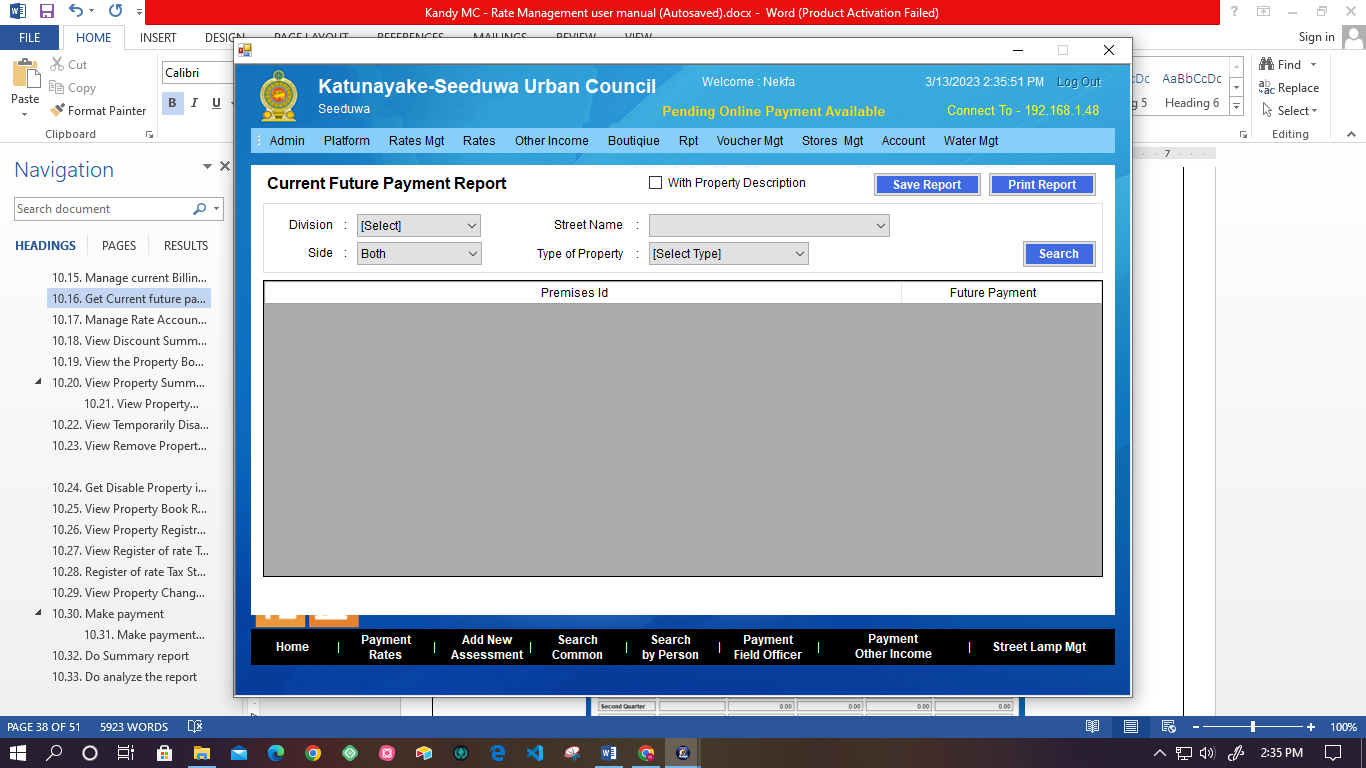 Kandy MC - Rate Management user manual (Autosaved).docx - Word (Product Activation Failed)
FILE HOME INSERT DESIGN PAGE LAYOUT REFERENCES MAILINGS REVIEW VIEW Sign in
Paste
Cut
Copy
Format Painter
Clipboard
Calibri
B I U
AaBbCcDc
Heading 6
Find
Replace
Select
Editing
7
Navigation
Search document
HEADINGS PAGES RESULTS
10.15. Manage current Billin...
10.16. Get Current future pa...
10.17. Manage Rate Accoun...
10.18. View Discount Summ...
10.19. View the Property Bo...
10.20. View Property Summ...
10.21. View Property...
10.22. View Temporarily Disa...
10.23. View Remove Propert...
10.24. Get Disable Property i...
10.25. View Property Book R...
10.26. View Property Registr...
10.27. View Register of rate T...
10.28. Register of rate Tax St...
10.29. View Property Chang...
10.30. Make payment
10.31. Make payment...
10.32. Do Summary report
10.33. Do analyze the report
Katunayake-Seeduwa Urban Council
Seeduwa
Welcome : Nekfa
3/13/2023 2:35:51 PM Log Out
Pending Online Payment Available
Connect To - 192.168.1.48
Admin Platform Rates Mgt Rates Other Income Boutiqiue Rpt Voucher Mgt Stores Mgt Account Water Mgt
Current Future Payment Report
With Property Description
Save Report Print Report
Division : [Select] Street Name :
Side : Both Type of Property : [Select Type]
Search
Premises Id Future Payment
Home | Payment Rates | Add New Assessment | Search Common | Search by Person | Payment Field Officer | Payment Other Income | Street Lamp Mgt
Second Quarter 0.00 0.00 0.00 0.00
PAGE 38 OF 51 5923 WORDS 100%
2:35 PM